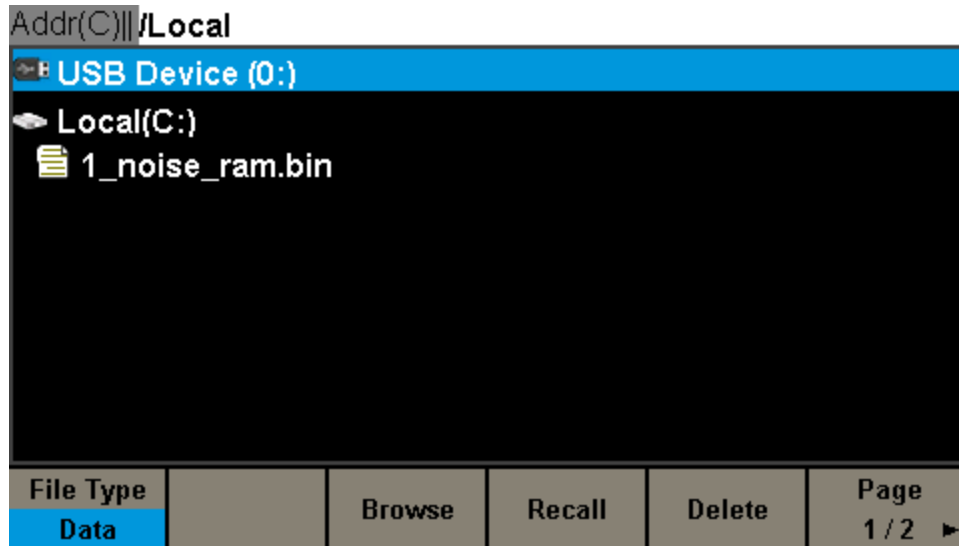 Addr(C)|| /Local
USB Device (0:)
Local(C:)
1_noise_ram.bin
File Type
Data
Browse
Recall
Delete
Page
1 / 2 ►